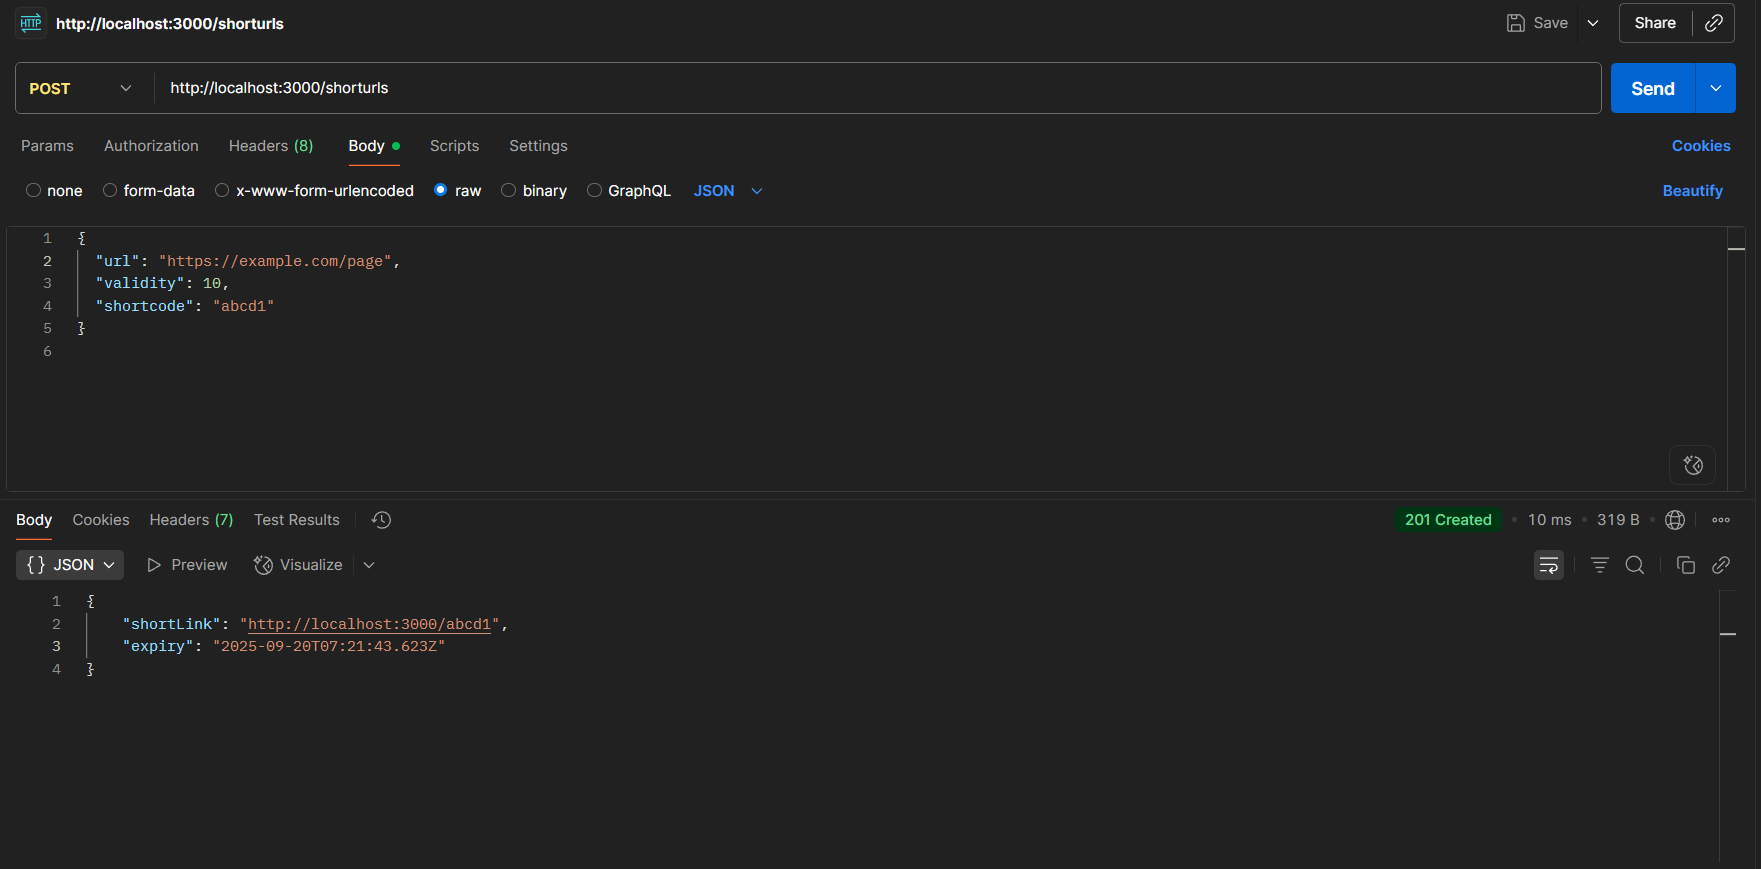 HTTP http://localhost:3000/shorturls Save Share
POST http://localhost:3000/shorturls Send
Params Authorization Headers (8) Body Scripts Settings Cookies
none form-data x-www-form-urlencoded raw binary GraphQL JSON Beautify
1 {
2 "url": "https://example.com/page",
3 "validity": 10,
4 "shortcode": "abcd1"
5 }
6
Body Cookies Headers (7) Test Results 201 Created • 10 ms • 319 B •
{} JSON Preview Visualize
1 {
2 "shortLink": "http://localhost:3000/abcd1",
3 "expiry": "2025-09-20T07:21:43.623Z"
4 }